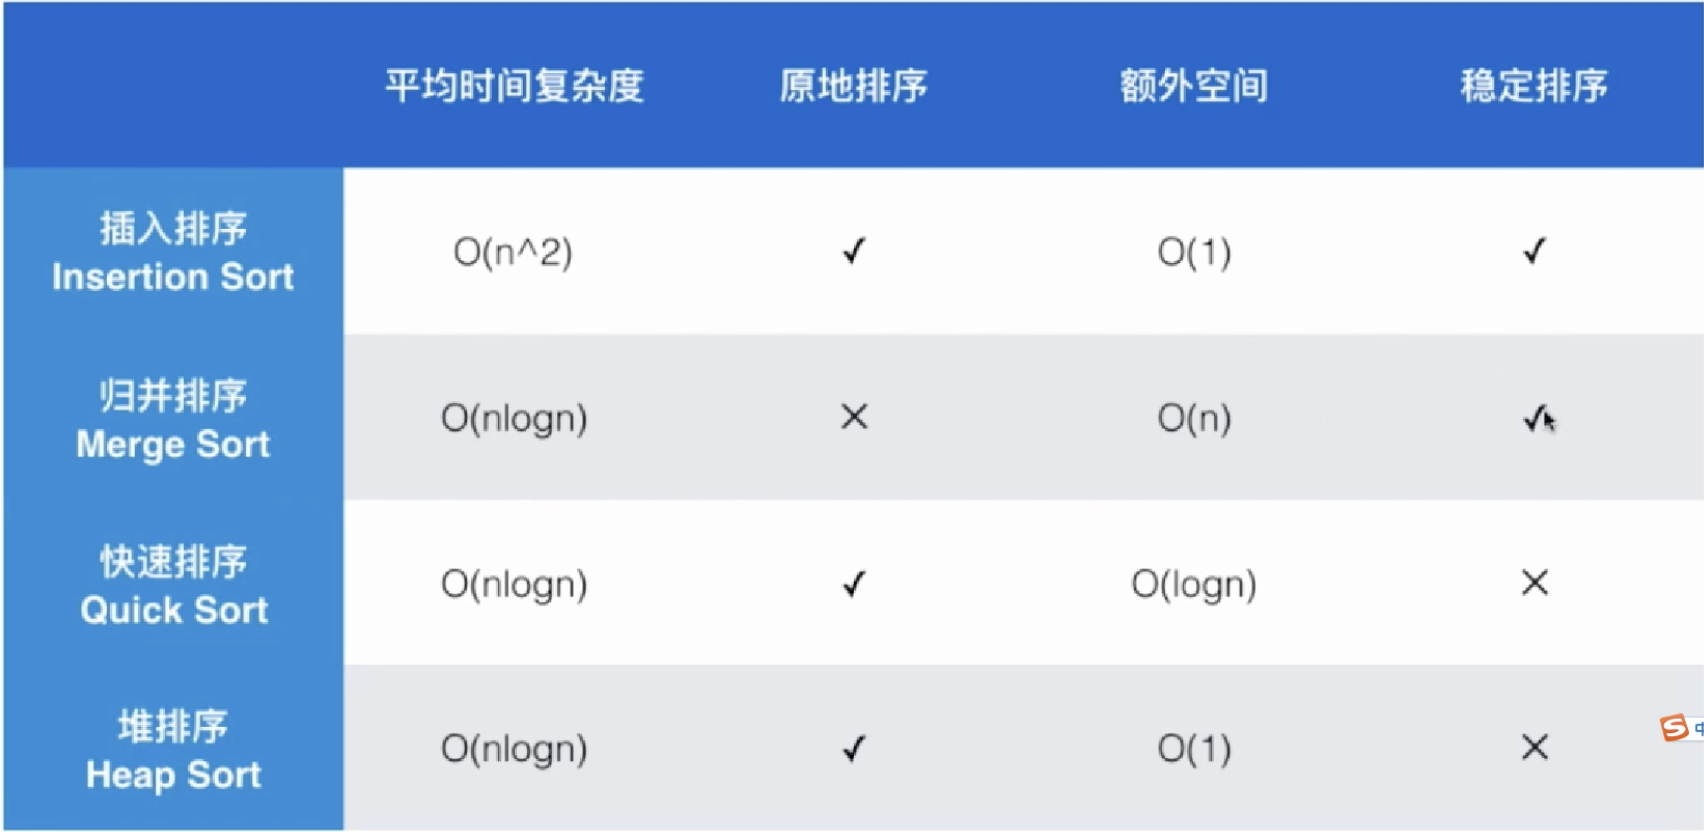 平均时间复杂度 原地排序 额外空间 稳定排序
插入排序
Insertion Sort
O(n^2) ✓ O(1) ✓
归并排序
Merge Sort
O(nlogn) × O(n) ✓
快速排序
Quick Sort
O(nlogn) ✓ O(logn) ×
堆排序
Heap Sort
O(nlogn) ✓ O(1) ×
S